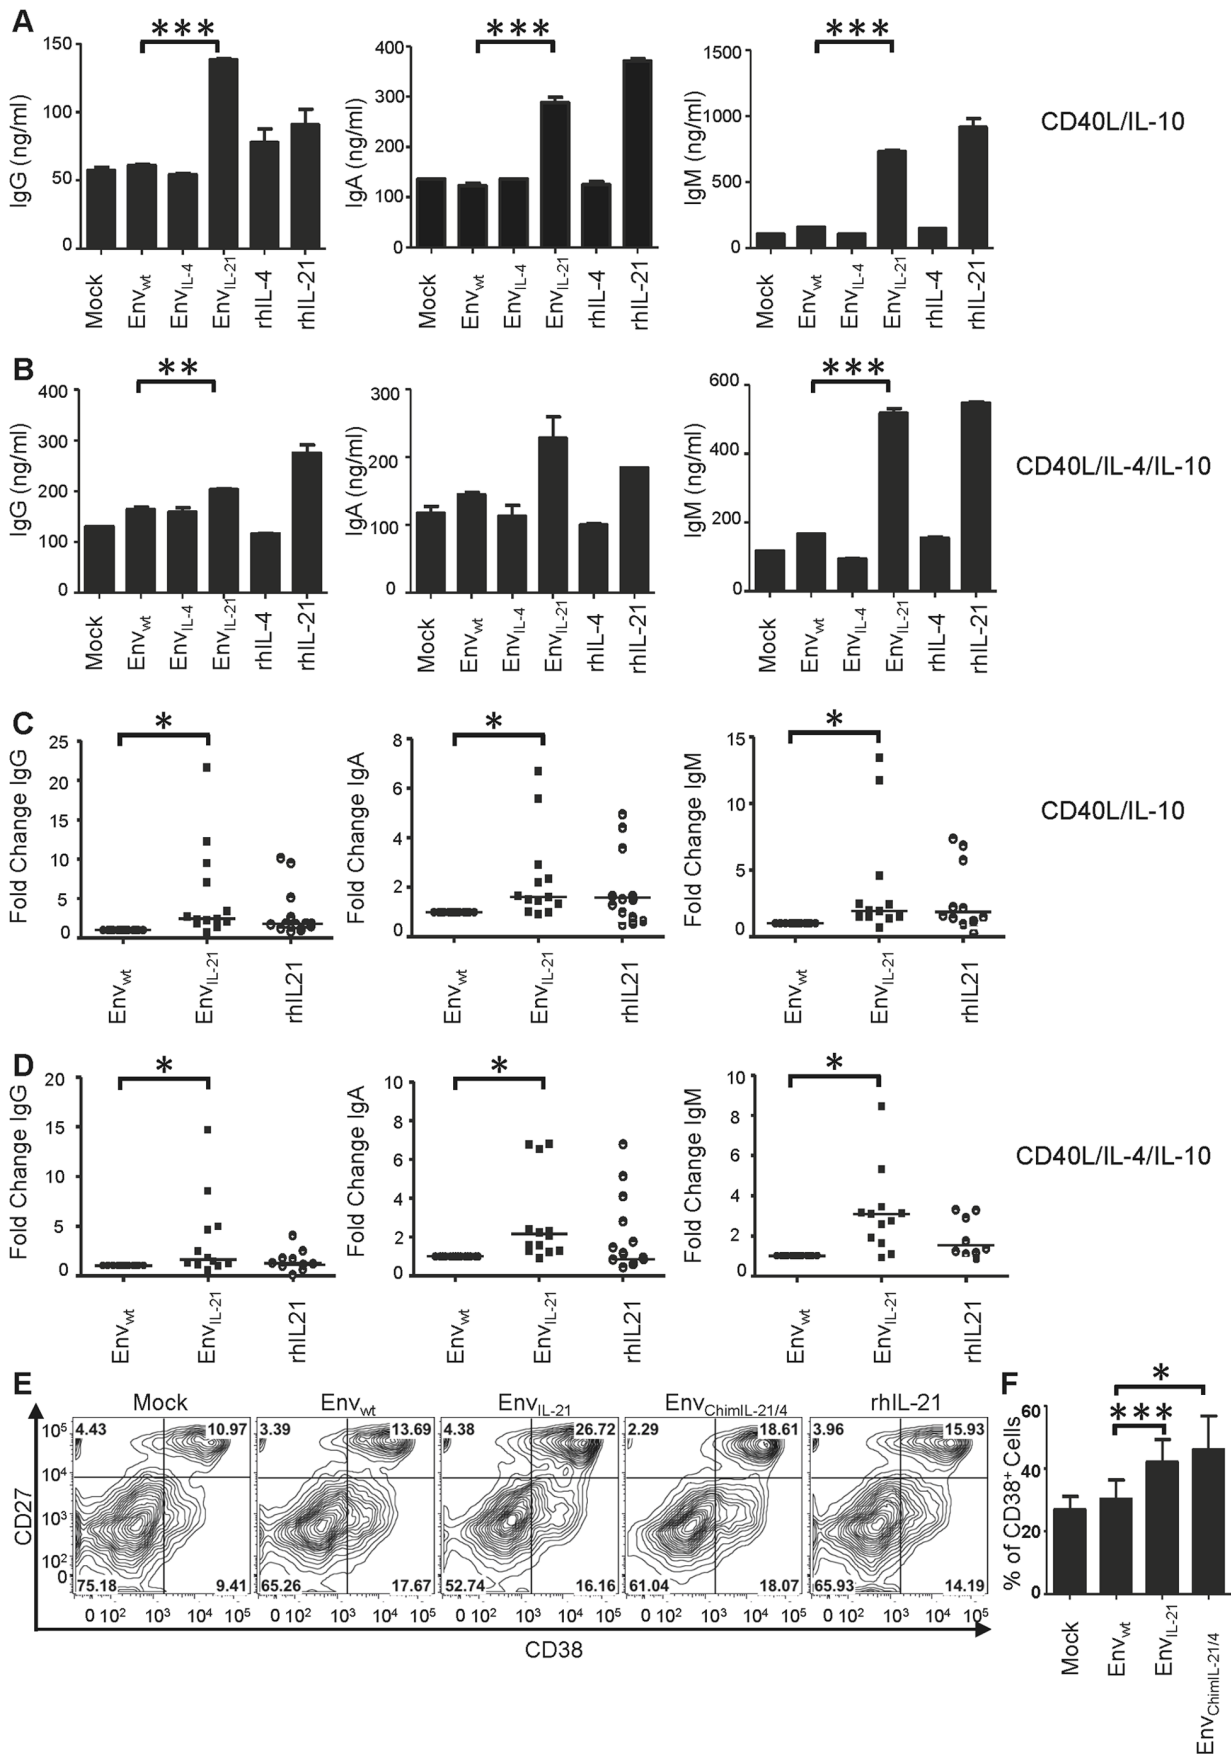 A
***
***
***
IgG (ng/ml)
150
100
50
0
Mock
Envwt
EnvIL-4
EnvIL-21
rhIL-4
rhIL-21
IgA (ng/ml)
400
300
200
100
0
Mock
Envwt
EnvIL-4
EnvIL-21
rhIL-4
rhIL-21
IgM (ng/ml)
1500
1000
500
0
Mock
Envwt
EnvIL-4
EnvIL-21
rhIL-4
rhIL-21
CD40L/IL-10
B
**
***
IgG (ng/ml)
400
300
200
100
0
Mock
Envwt
EnvIL-4
EnvIL-21
rhIL-4
rhIL-21
IgA (ng/ml)
300
200
100
0
Mock
Envwt
EnvIL-4
EnvIL-21
rhIL-4
rhIL-21
IgM (ng/ml)
600
400
200
0
Mock
Envwt
EnvIL-4
EnvIL-21
rhIL-4
rhIL-21
CD40L/IL-4/IL-10
C
*
*
*
Fold Change IgG
25
20
15
10
5
0
Envwt
EnvIL-21
rhIL21
Fold Change IgA
8
6
4
2
0
Envwt
EnvIL-21
rhIL21
Fold Change IgM
15
10
5
0
Envwt
EnvIL-21
rhIL21
CD40L/IL-10
D
*
*
*
Fold Change IgG
20
15
10
5
0
Envwt
EnvIL-21
rhIL21
Fold Change IgA
10
8
6
4
2
0
Envwt
EnvIL-21
rhIL21
Fold Change IgM
10
8
6
4
2
0
Envwt
EnvIL-21
rhIL21
CD40L/IL-4/IL-10
E
Mock
Envwt
EnvIL-21
EnvChimIL-21/4
rhIL-21
CD27
10⁵
10⁴
10³
10²
0
4.43 10.97
75.18 9.41
3.39 13.69
65.26 17.67
4.38 26.72
52.74 16.16
2.29 18.61
61.04 18.07
3.96 15.93
65.93 14.19
0 10² 10³ 10⁴ 10⁵
0 10² 10³ 10⁴ 10⁵
0 10² 10³ 10⁴ 10⁵
0 10² 10³ 10⁴ 10⁵
0 10² 10³ 10⁴ 10⁵
CD38
F
*
***
% of CD38⁺ Cells
60
40
20
0
Mock
Envwt
EnvIL-21
EnvChimIL-21/4